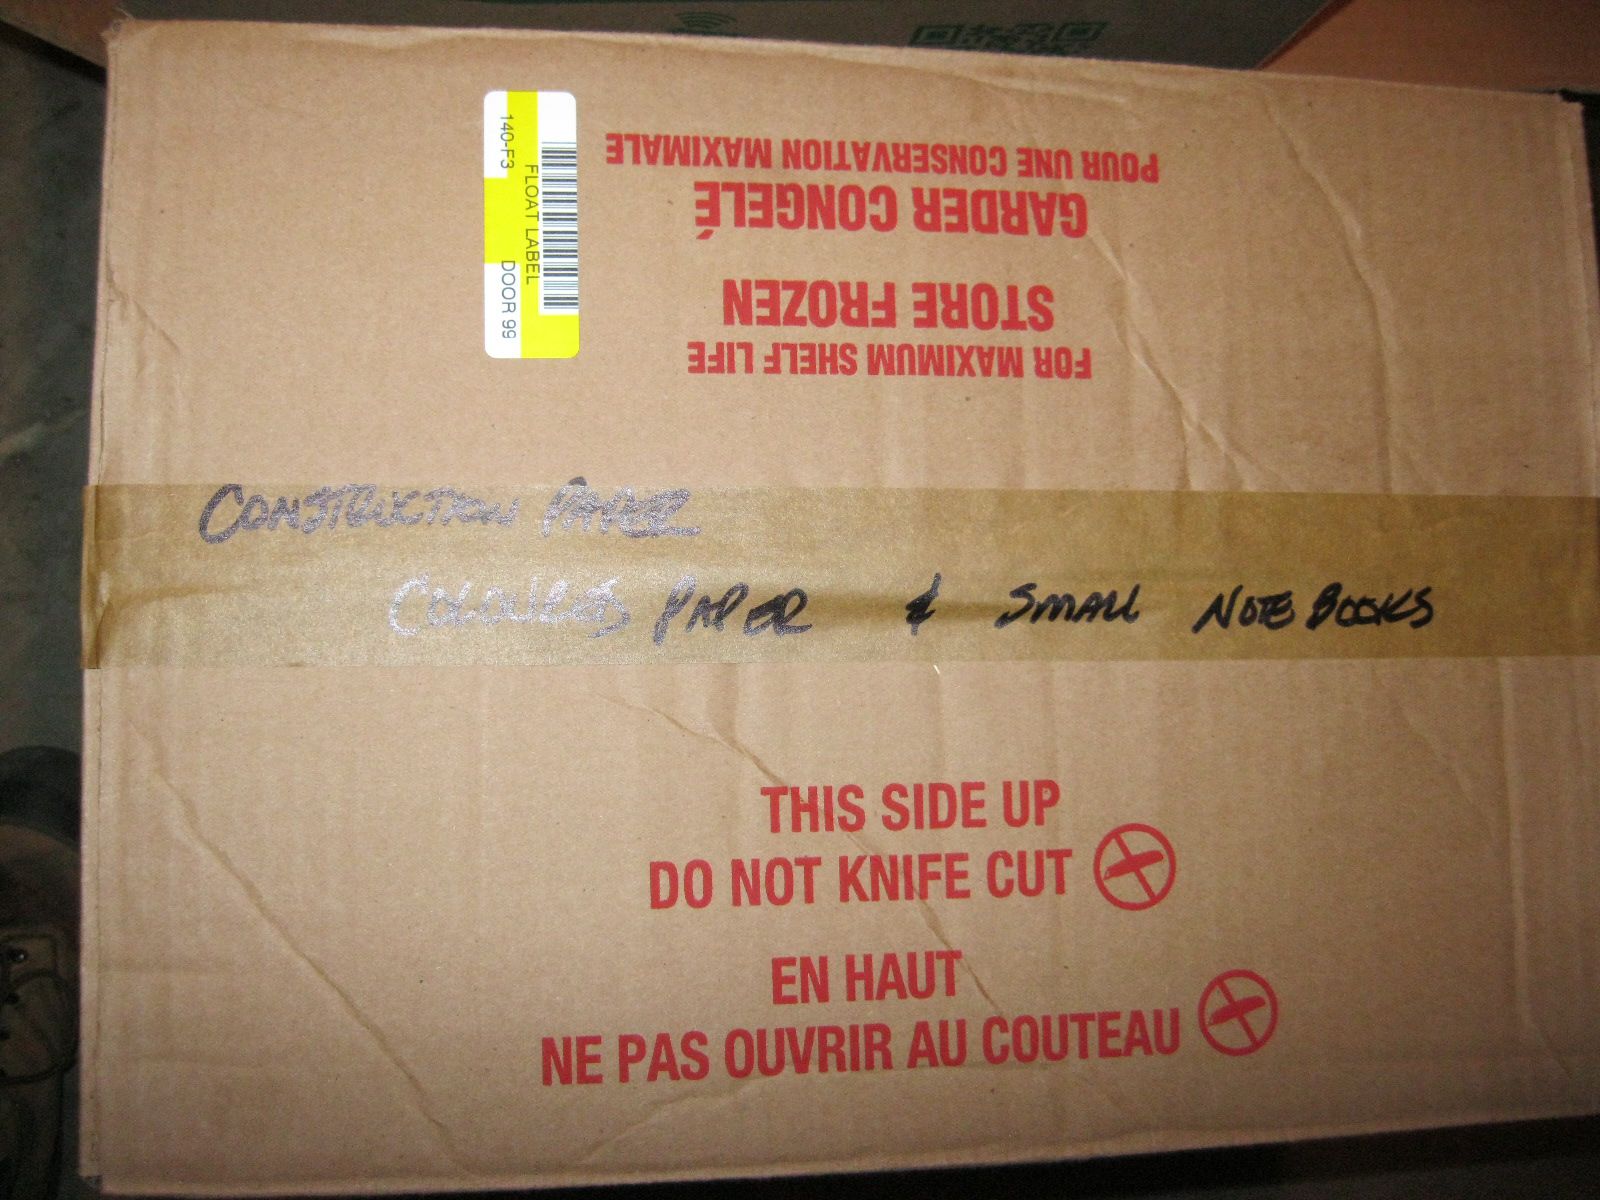 140-F3
FLOAT LABEL
DOOR 99
FOR MAXIMUM SHELF LIFE
STORE FROZEN
GARDER CONGELÉ
POUR UNE CONSERVATION MAXIMALE
CONSTRUCTION PAPER
COLOURED PAPER & SMALL NOTE BOOKS
THIS SIDE UP
DO NOT KNIFE CUT
EN HAUT
NE PAS OUVRIR AU COUTEAU